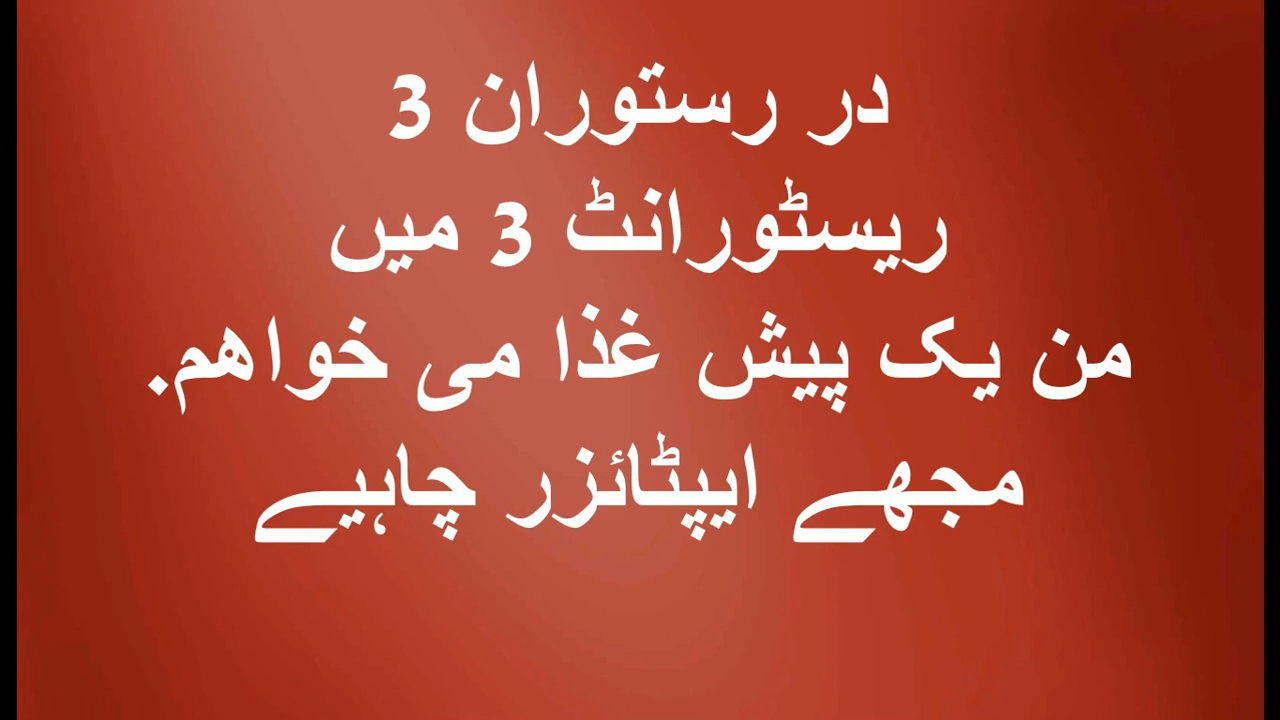 در رستوران 3
ریسٹورانٹ 3 میں
من یک پیش غذا می خواهم.
مجھے ایپٹائزر چاہیے